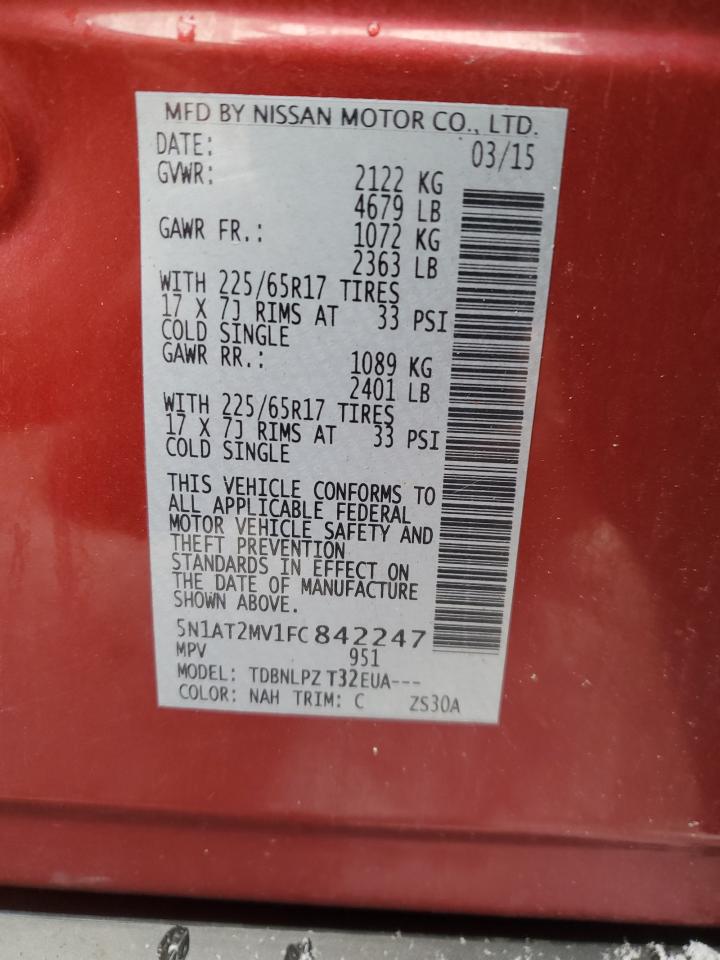 MFD BY NISSAN MOTOR CO., LTD.
DATE: 03/15
GVWR: 2122 KG
4679 LB
GAWR FR.: 1072 KG
2363 LB
WITH 225/65R17 TIRES
17 X 7J RIMS AT 33 PSI
COLD SINGLE
GAWR RR.: 1089 KG
2401 LB
WITH 225/65R17 TIRES
17 X 7J RIMS AT 33 PSI
COLD SINGLE
THIS VEHICLE CONFORMS TO
ALL APPLICABLE FEDERAL
MOTOR VEHICLE SAFETY AND
THEFT PREVENTION
STANDARDS IN EFFECT ON
THE DATE OF MANUFACTURE
SHOWN ABOVE.
5N1AT2MV1FC842247
MPV 951
MODEL: TDBNLPZ T32EUA---
COLOR: NAH TRIM: C ZS30A